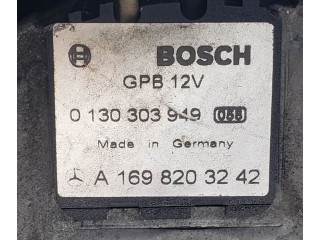 BOSCH
GPB 12V
0 130 303 949
Made in Germany
A 169 820 32 42